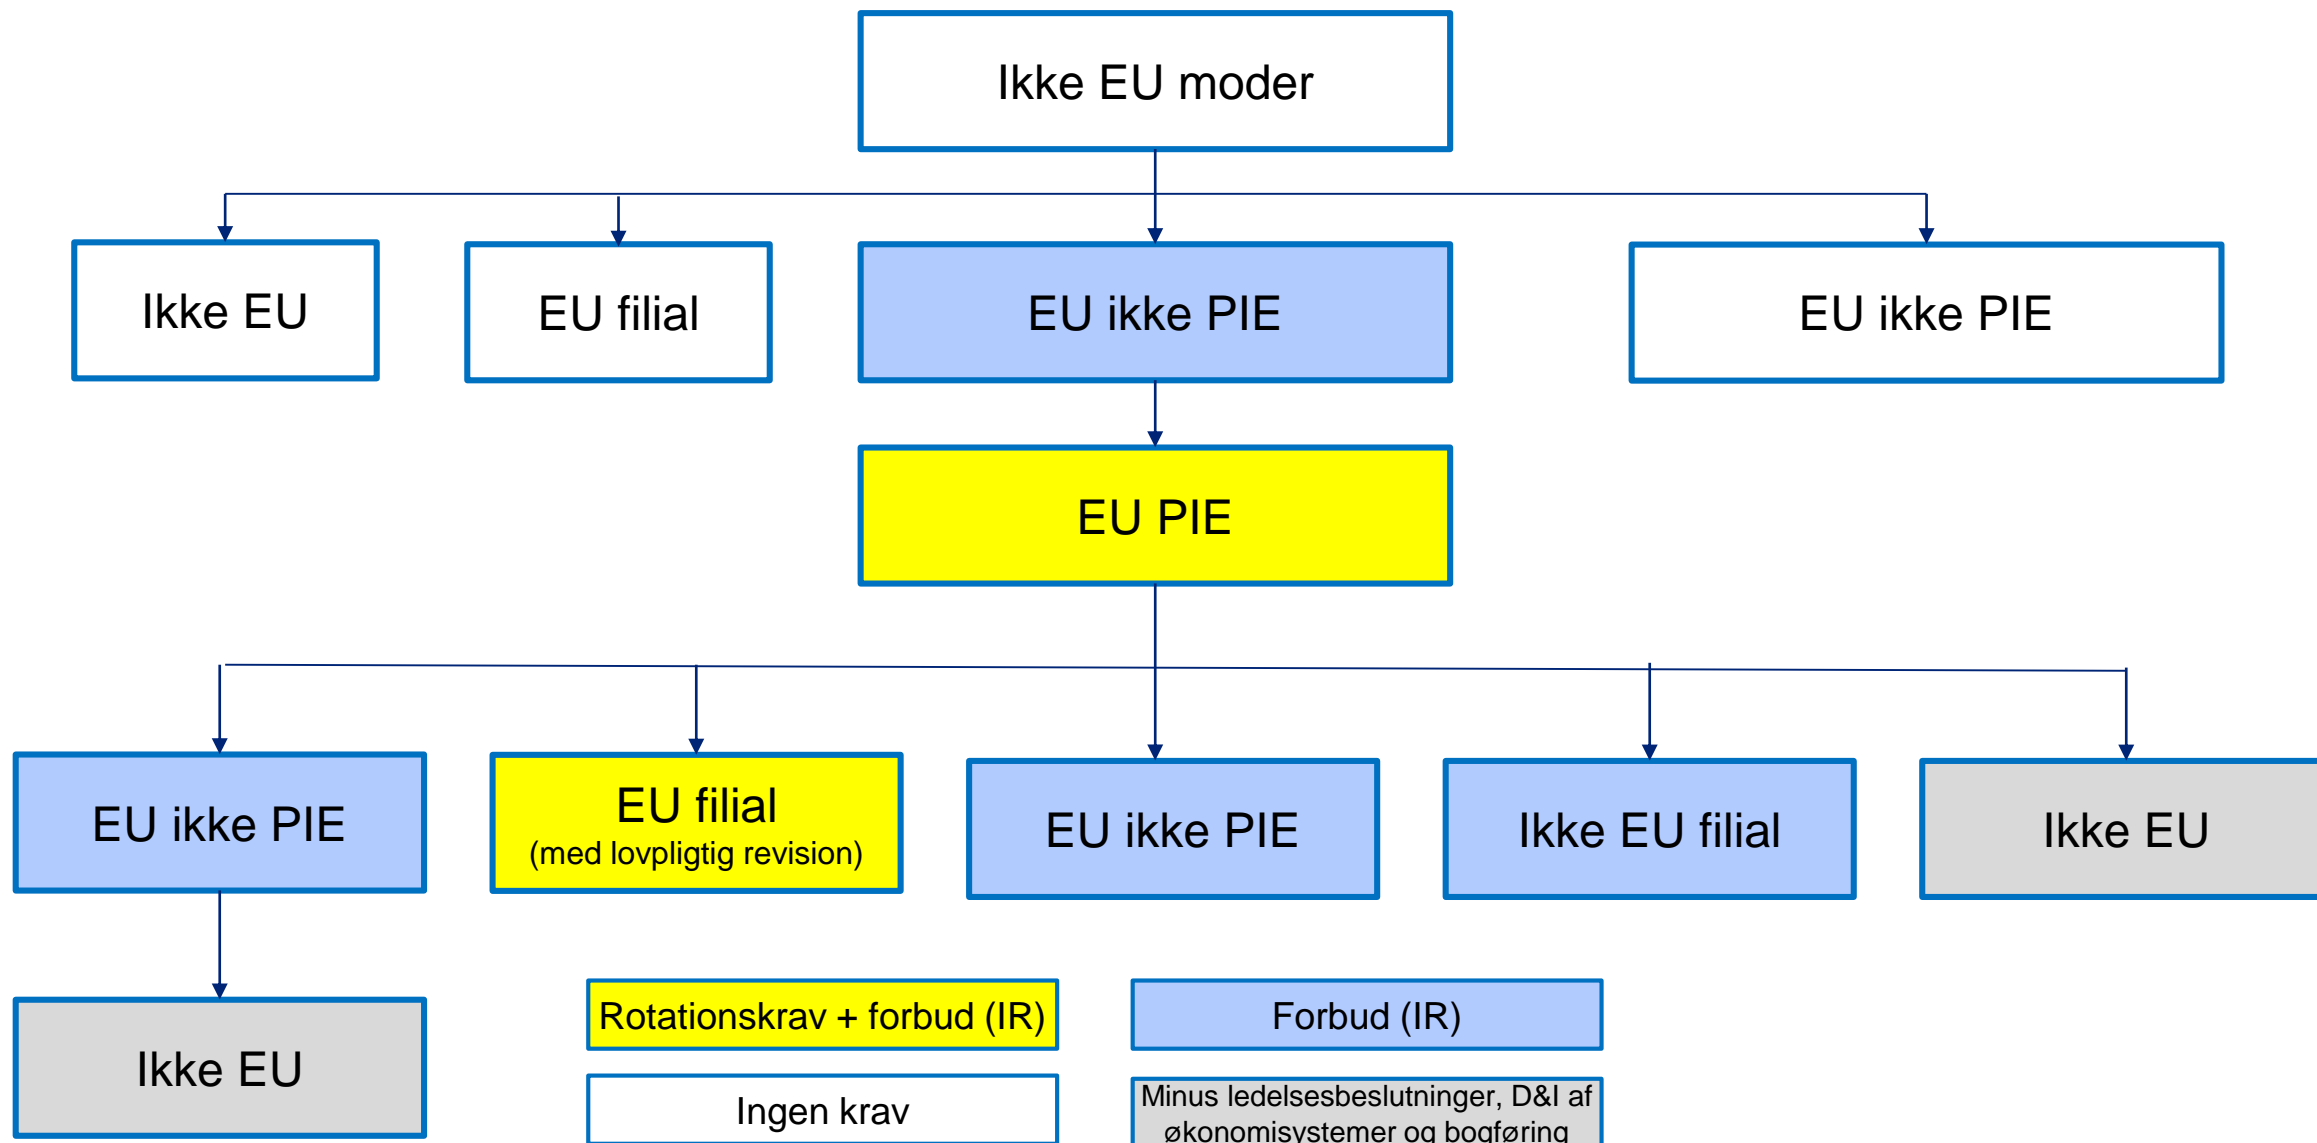 Ikke EU moder
Ikke EU
EU filial
EU ikke PIE
EU ikke PIE
EU PIE
EU ikke PIE
EU filial
(med lovpligtig revision)
EU ikke PIE
Ikke EU filial
Ikke EU
Ikke EU
Rotationskrav + forbud (IR)
Forbud (IR)
Ingen krav
Minus ledelsesbeslutninger, D&I af
økonomisystemer og bogføring